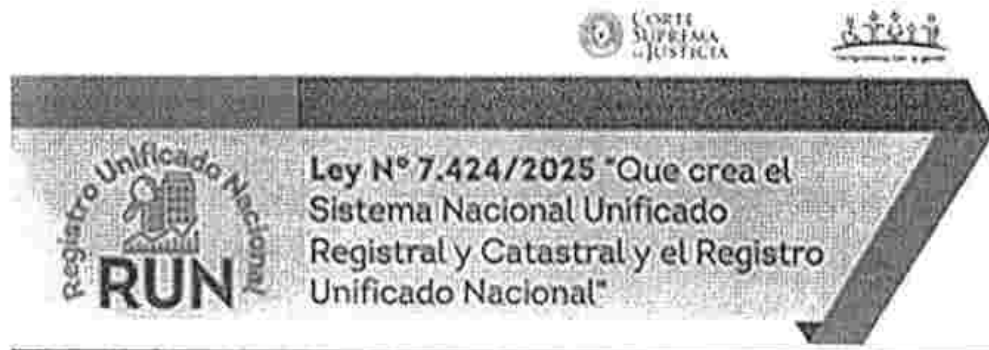 CORTE
SUPREMA
DE JUSTICIA
Registro Unificado Nacional
RUN
Ley N° 7.424/2025 "Que crea el
Sistema Nacional Unificado
Registral y Catastral y el Registro
Unificado Nacional"